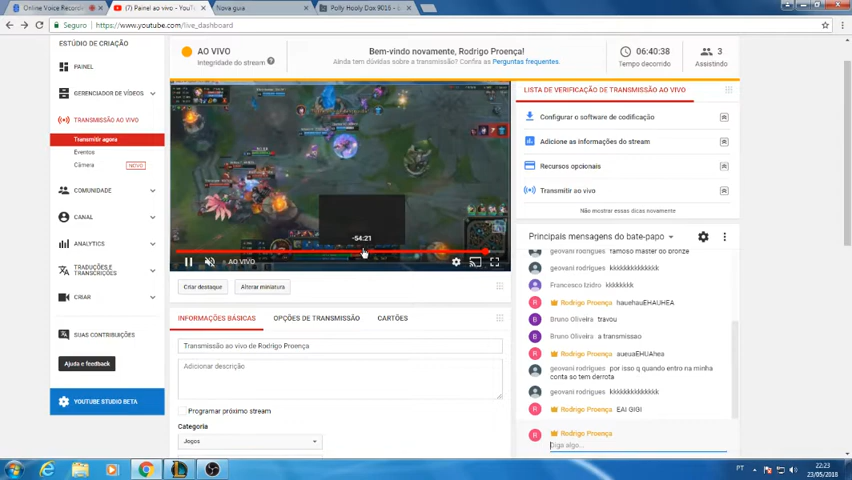 Online Voice Record
(7) Painel ao vivo - YouTu
Nova guia
Polly Hooly Dox 9016 - 
Seguro | https://www.youtube.com/live_dashboard
ESTÚDIO DE CRIAÇÃO
PAINEL
GERENCIADOR DE VÍDEOS
TRANSMISSÃO AO VIVO
Transmitir agora
Eventos
Câmera
NOVO
COMUNIDADE
CANAL
ANALYTICS
TRADUÇÕES E TRANSCRIÇÕES
CRIAR
SUAS CONTRIBUIÇÕES
Ajuda e feedback
YOUTUBE STUDIO BETA
AO VIVO
Integridade do stream
Bem-vindo novamente, Rodrigo Proença!
Ainda tem dúvidas sobre a transmissão? Confira as Perguntas frequentes.
06:40:38
Tempo decorrido
3
Assistindo
-54:21
AO VIVO
Criar destaque
Alterar miniatura
INFORMAÇÕES BÁSICAS
OPÇÕES DE TRANSMISSÃO
CARTÕES
Transmissão ao vivo de Rodrigo Proença
Adicionar descrição
Programar próximo stream
Categoria
Jogos
LISTA DE VERIFICAÇÃO DE TRANSMISSÃO AO VIVO
Configurar o software de codificação
Adicione as informações do stream
Recursos opcionais
Transmitir ao vivo
Não mostrar essas dicas novamente
Principais mensagens do bate-papo
geovani rodrigues famoso master do bronze
geovani rodrigues kkkkkkkkkkkk
Francesco Izidro kkkkkkkk
Rodrigo Proença hauehauEHAUHEA
Bruno Oliveira travou
Bruno Oliveira a transmissao
Rodrigo Proença aueuaEHUAhea
geovani rodrigues por isso q quando entro na minha
conta so tem derrota
geovani rodrigues kkkkkkkkkkkk
Rodrigo Proença EAI GIGI
Rodrigo Proença
Diga algo...
PT
22:23
23/05/2018